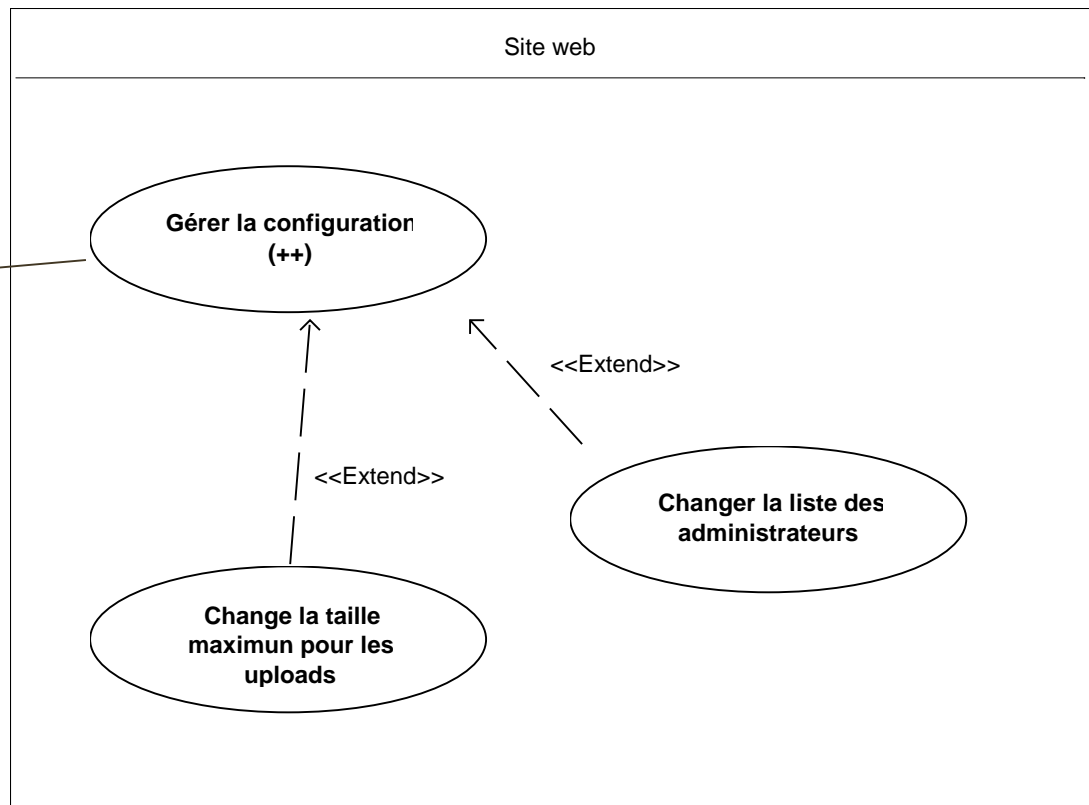 Site web
Gérer la configuration
(++)
<<Extend>>
<<Extend>>
Changer la liste des
administrateurs
Change la taille
maximun pour les
uploads